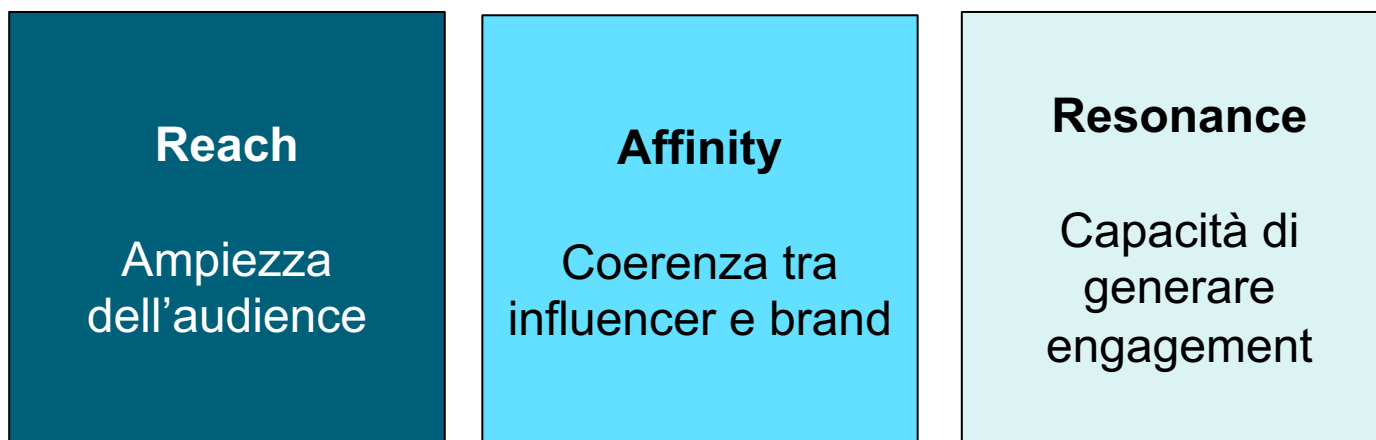 Reach
Ampiezza
dell’audience
Affinity
Coerenza tra
influencer e brand
Resonance
Capacità di
generare
engagement